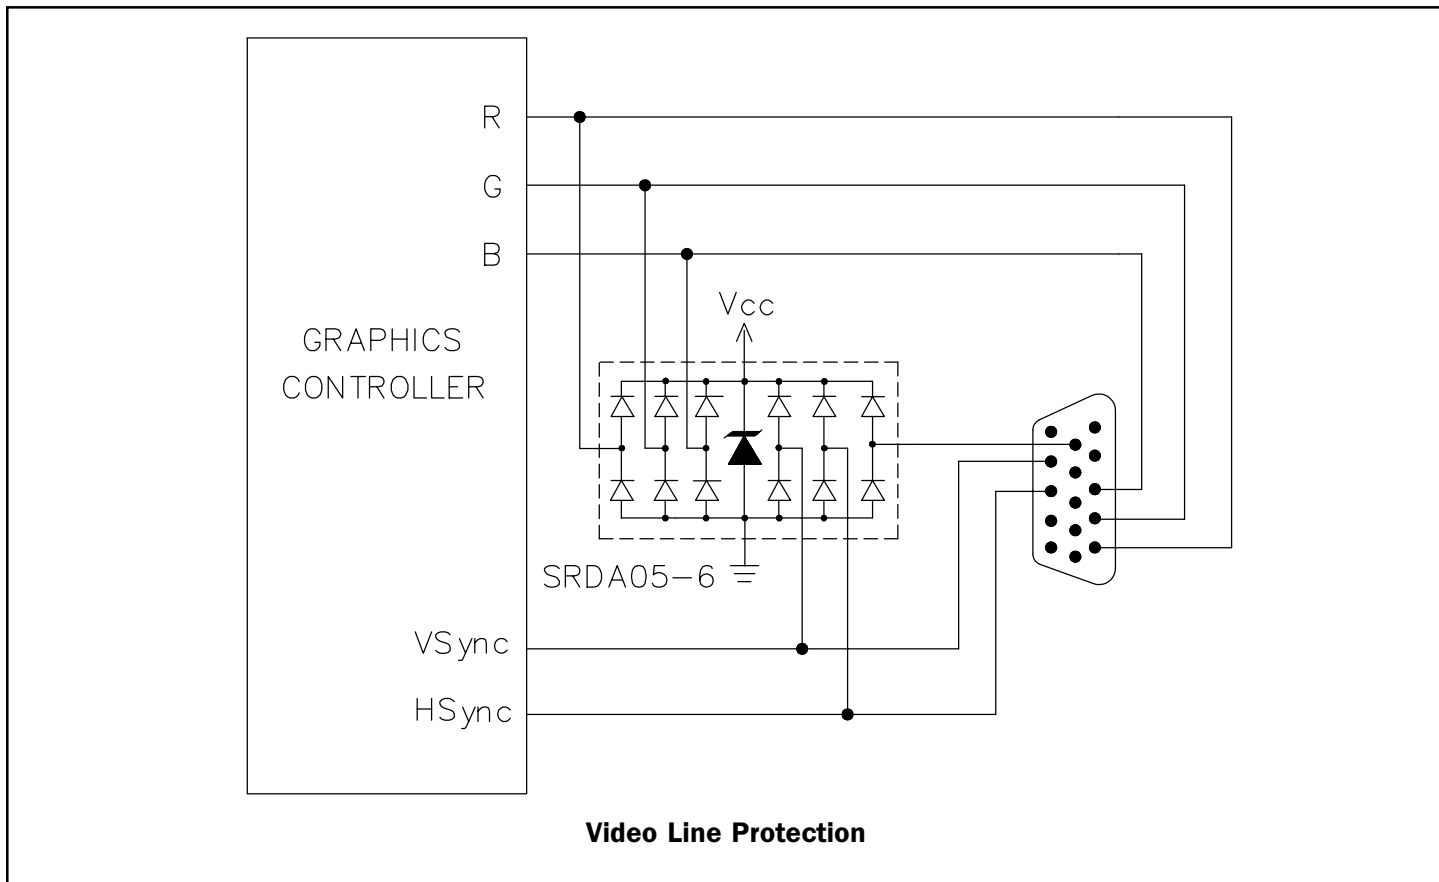 R
G
B
Vcc
GRAPHICS
CONTROLLER
SRDA05-6
VSync
HSync
Video Line Protection